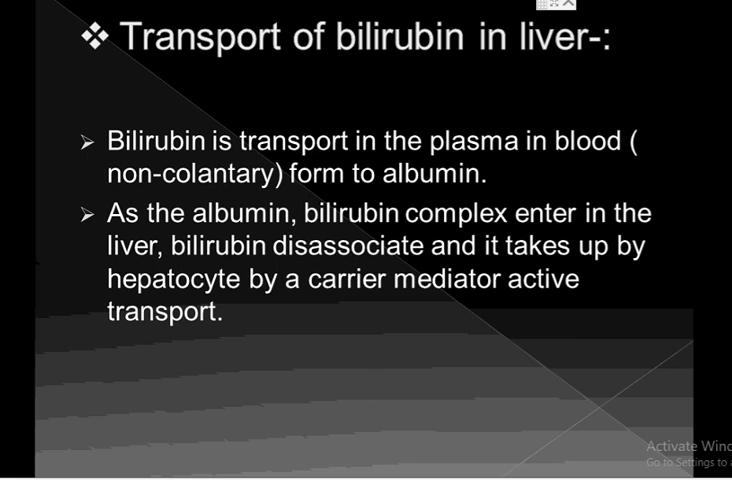 ❖ Transport of bilirubin in liver-:
➢ Bilirubin is transport in the plasma in blood (
non-colantary) form to albumin.
➢ As the albumin, bilirubin complex enter in the
liver, bilirubin disassociate and it takes up by
hepatocyte by a carrier mediator active
transport.
Activate Winc
Go to Settings to a